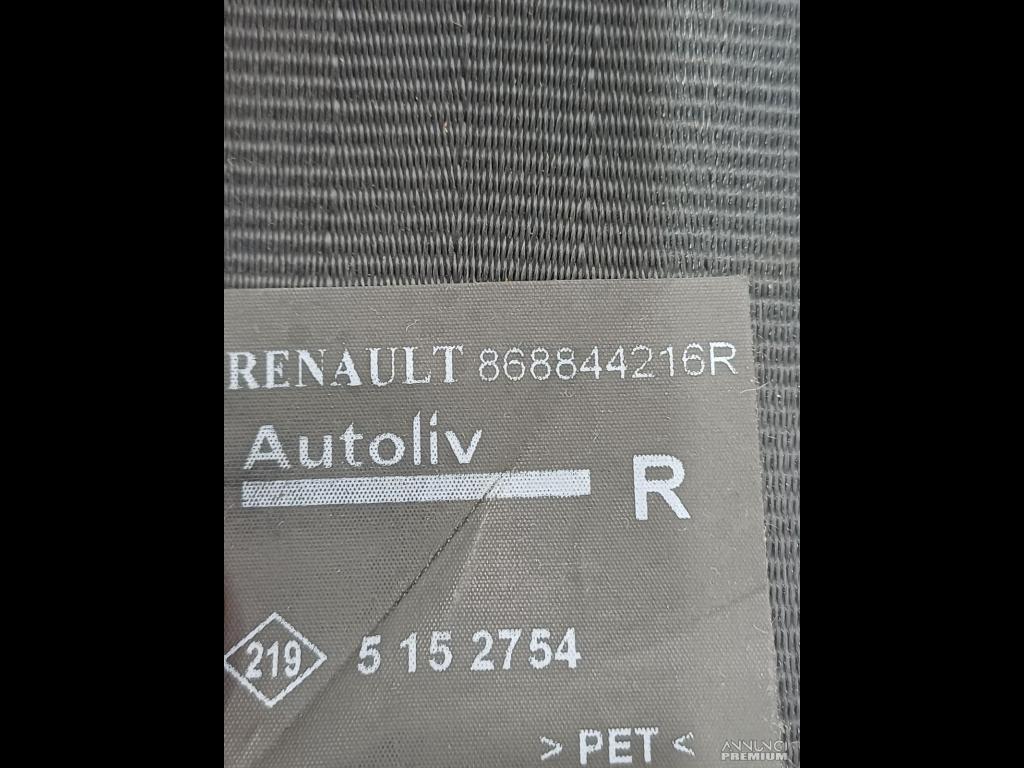 RENAULT 868844216R
Autoliv
R
219 5 15 2754
> PET <
ANNUNCI
PREMIUM